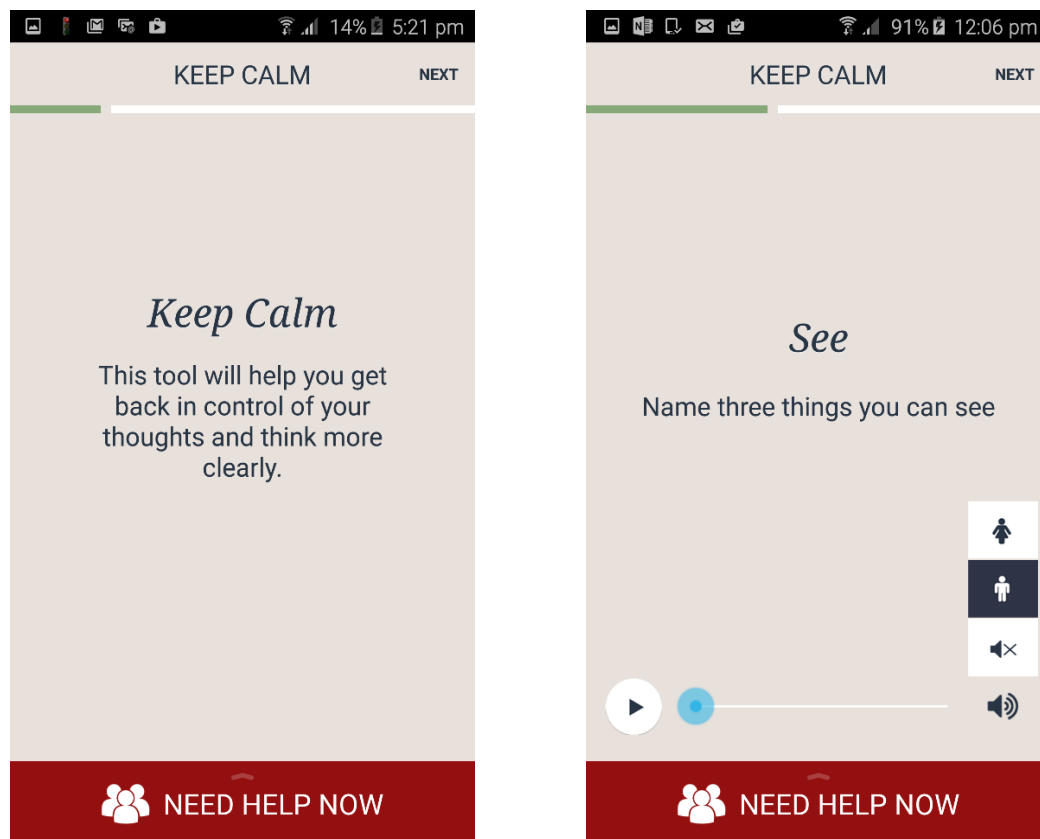 14% 5:21 pm
KEEP CALM NEXT
Keep Calm
This tool will help you get
back in control of your
thoughts and think more
clearly.
NEED HELP NOW
N 91% 12:06 pm
KEEP CALM NEXT
See
Name three things you can see
NEED HELP NOW